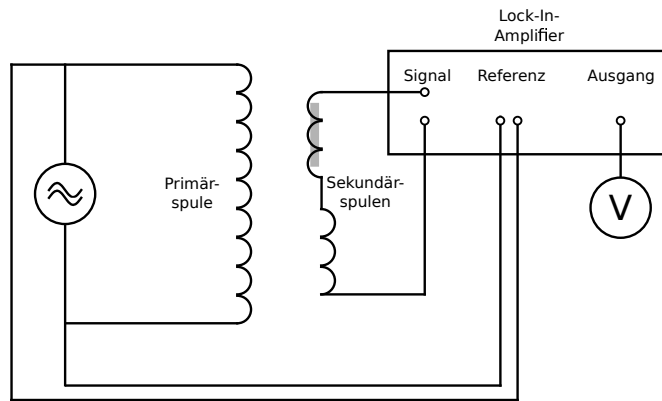 Lock-In-
Amplifier
Signal Referenz Ausgang
Primär-
spule
Sekundär-
spulen
V